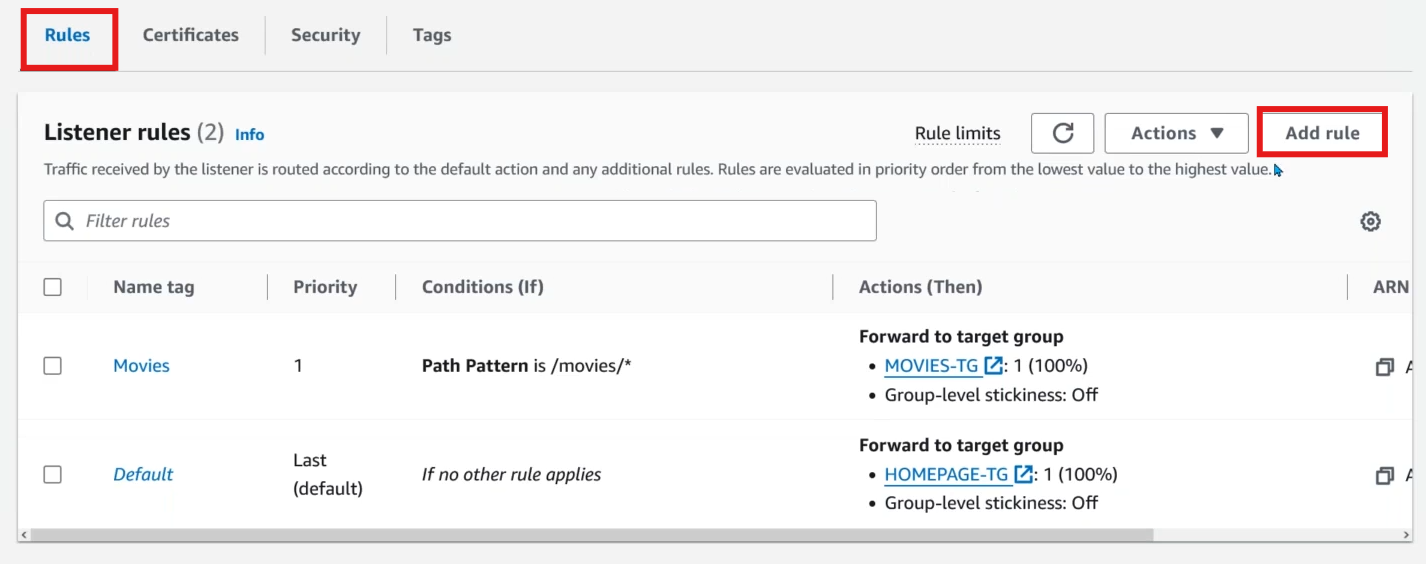 Rules Certificates Security Tags
Listener rules (2) Info Rule limits Actions Add rule
Traffic received by the listener is routed according to the default action and any additional rules. Rules are evaluated in priority order from the lowest value to the highest value.
Filter rules
Name tag Priority Conditions (If) Actions (Then) ARN
Forward to target group
Movies 1 Path Pattern is /movies/* • MOVIES-TG : 1 (100%)
• Group-level stickiness: Off
Forward to target group
Default Last (default) If no other rule applies • HOMEPAGE-TG : 1 (100%)
• Group-level stickiness: Off